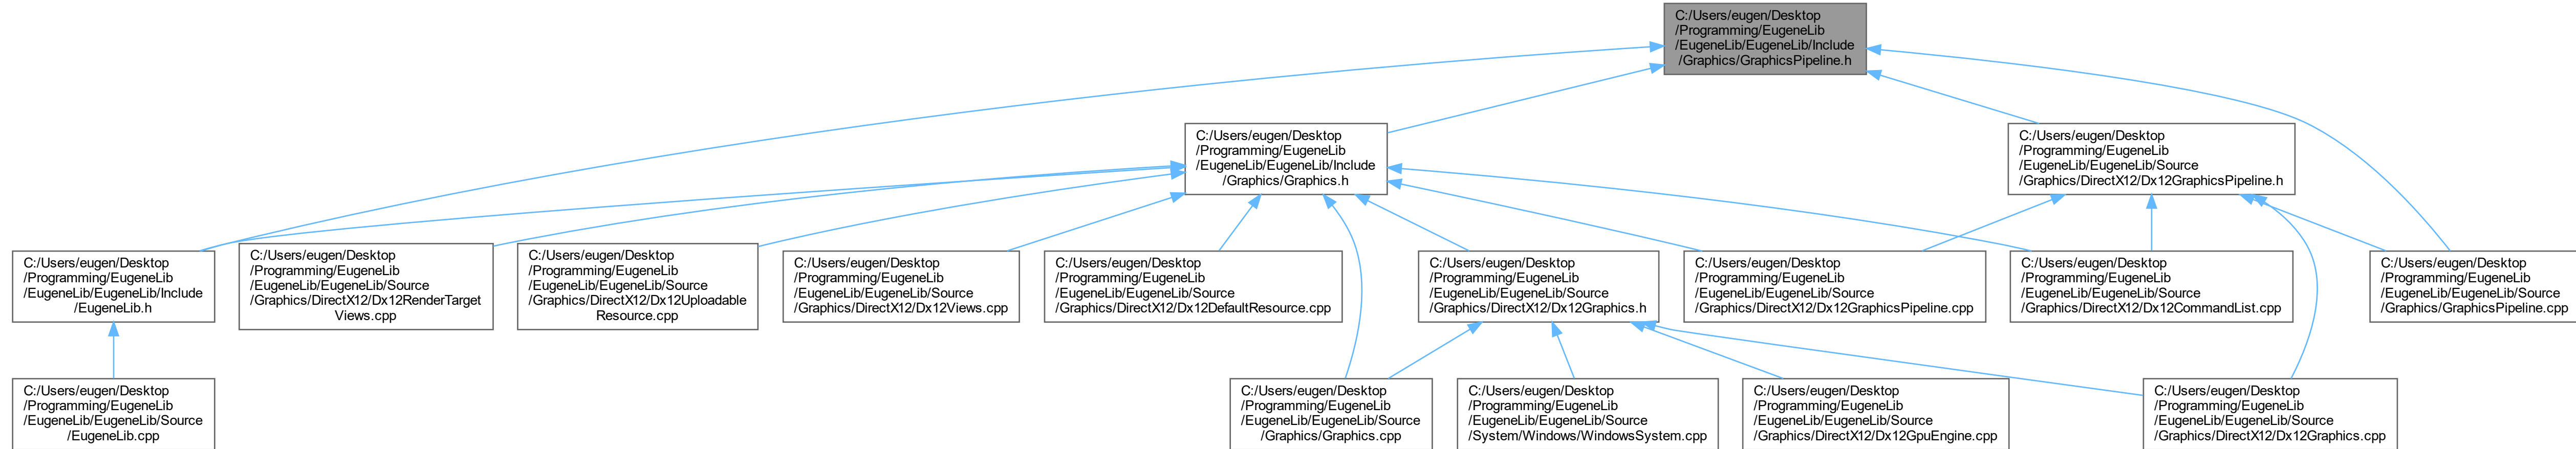 C:/Users/eugen/Desktop
/Programming/EugeneLib
/EugeneLib/EugeneLib/Include
/Graphics/GraphicsPipeline.h
C:/Users/eugen/Desktop
/Programming/EugeneLib
/EugeneLib/EugeneLib/Include
/Graphics/Graphics.h
C:/Users/eugen/Desktop
/Programming/EugeneLib
/EugeneLib/EugeneLib/Source
/Graphics/DirectX12/Dx12GraphicsPipeline.h
C:/Users/eugen/Desktop
/Programming/EugeneLib
/EugeneLib/EugeneLib/Include
/EugeneLib.h
C:/Users/eugen/Desktop
/Programming/EugeneLib
/EugeneLib/EugeneLib/Source
/Graphics/DirectX12/Dx12RenderTarget
Views.cpp
C:/Users/eugen/Desktop
/Programming/EugeneLib
/EugeneLib/EugeneLib/Source
/Graphics/DirectX12/Dx12Uploadable
Resource.cpp
C:/Users/eugen/Desktop
/Programming/EugeneLib
/EugeneLib/EugeneLib/Source
/Graphics/DirectX12/Dx12Views.cpp
C:/Users/eugen/Desktop
/Programming/EugeneLib
/EugeneLib/EugeneLib/Source
/Graphics/DirectX12/Dx12DefaultResource.cpp
C:/Users/eugen/Desktop
/Programming/EugeneLib
/EugeneLib/EugeneLib/Source
/Graphics/DirectX12/Dx12Graphics.h
C:/Users/eugen/Desktop
/Programming/EugeneLib
/EugeneLib/EugeneLib/Source
/Graphics/DirectX12/Dx12GraphicsPipeline.cpp
C:/Users/eugen/Desktop
/Programming/EugeneLib
/EugeneLib/EugeneLib/Source
/Graphics/DirectX12/Dx12CommandList.cpp
C:/Users/eugen/Desktop
/Programming/EugeneLib
/EugeneLib/EugeneLib/Source
/Graphics/GraphicsPipeline.cpp
C:/Users/eugen/Desktop
/Programming/EugeneLib
/EugeneLib/EugeneLib/Source
/EugeneLib.cpp
C:/Users/eugen/Desktop
/Programming/EugeneLib
/EugeneLib/EugeneLib/Source
/Graphics/Graphics.cpp
C:/Users/eugen/Desktop
/Programming/EugeneLib
/EugeneLib/EugeneLib/Source
/System/Windows/WindowsSystem.cpp
C:/Users/eugen/Desktop
/Programming/EugeneLib
/EugeneLib/EugeneLib/Source
/Graphics/DirectX12/Dx12GpuEngine.cpp
C:/Users/eugen/Desktop
/Programming/EugeneLib
/EugeneLib/EugeneLib/Source
/Graphics/DirectX12/Dx12Graphics.cpp